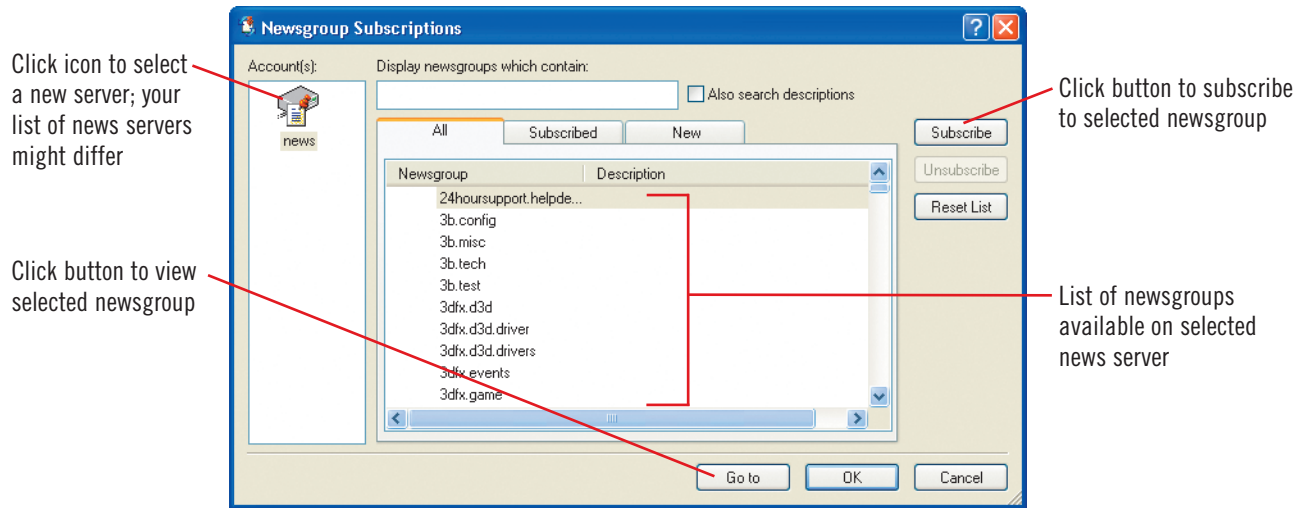 Newsgroup Subscriptions
Click icon to select
a new server; your
list of news servers
might differ
Account(s):
news
Display newsgroups which contain:
Also search descriptions
All
Subscribed
New
Newsgroup
Description
24hoursupport.helpde...
3b.config
3b.misc
3b.tech
3b.test
3dfx.d3d
3dfx.d3d.driver
3dfx.d3d.drivers
3dfx.events
3dfx.game
Subscribe
Unsubscribe
Reset List
Click button to subscribe
to selected newsgroup
Click button to view
selected newsgroup
List of newsgroups
available on selected
news server
Go to
OK
Cancel